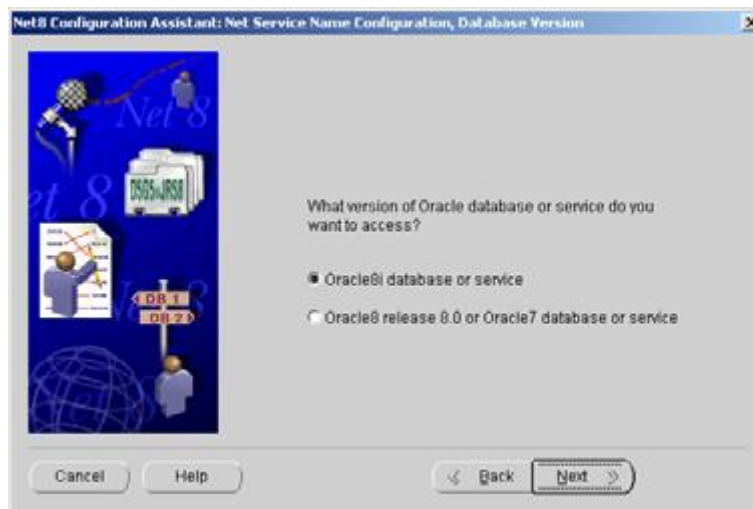 Net8 Configuration Assistant: Net Service Name Configuration, Database Version
Net 8
DSGS\JRS8
et 8
DB 1
DB 2
What version of Oracle database or service do you
want to access?
Oracle8i database or service
Oracle8 release 8.0 or Oracle7 database or service
Cancel
Help
Back
Next